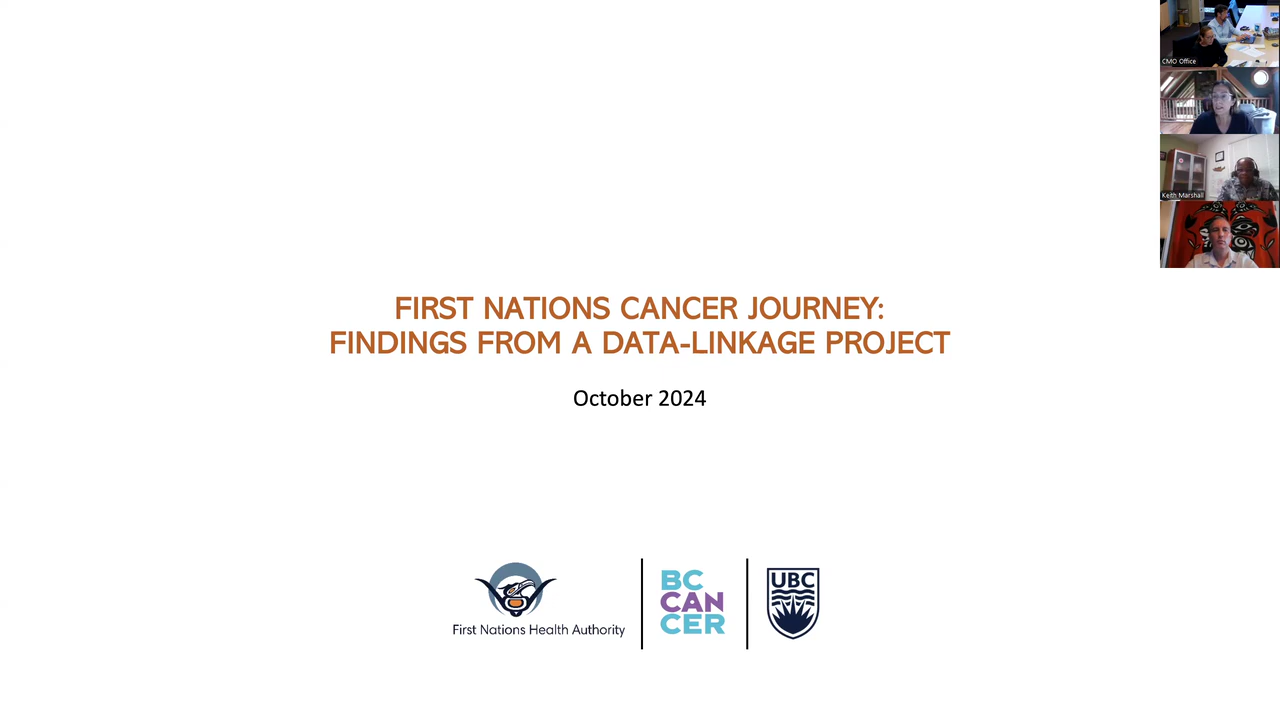 CMO Office
Keith Marshall
FIRST NATIONS CANCER JOURNEY:
FINDINGS FROM A DATA-LINKAGE PROJECT
October 2024
First Nations Health Authority
BC
CAN
CER
UBC